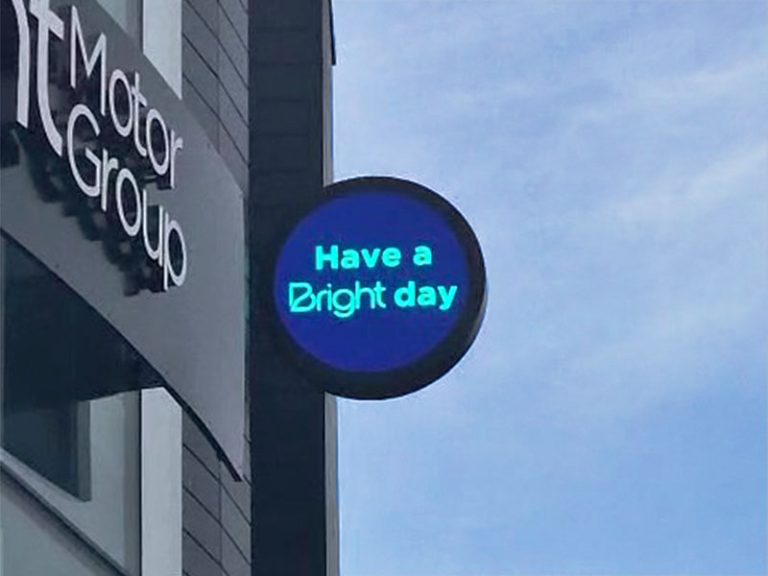 Motor
Group
Have a
Bright day